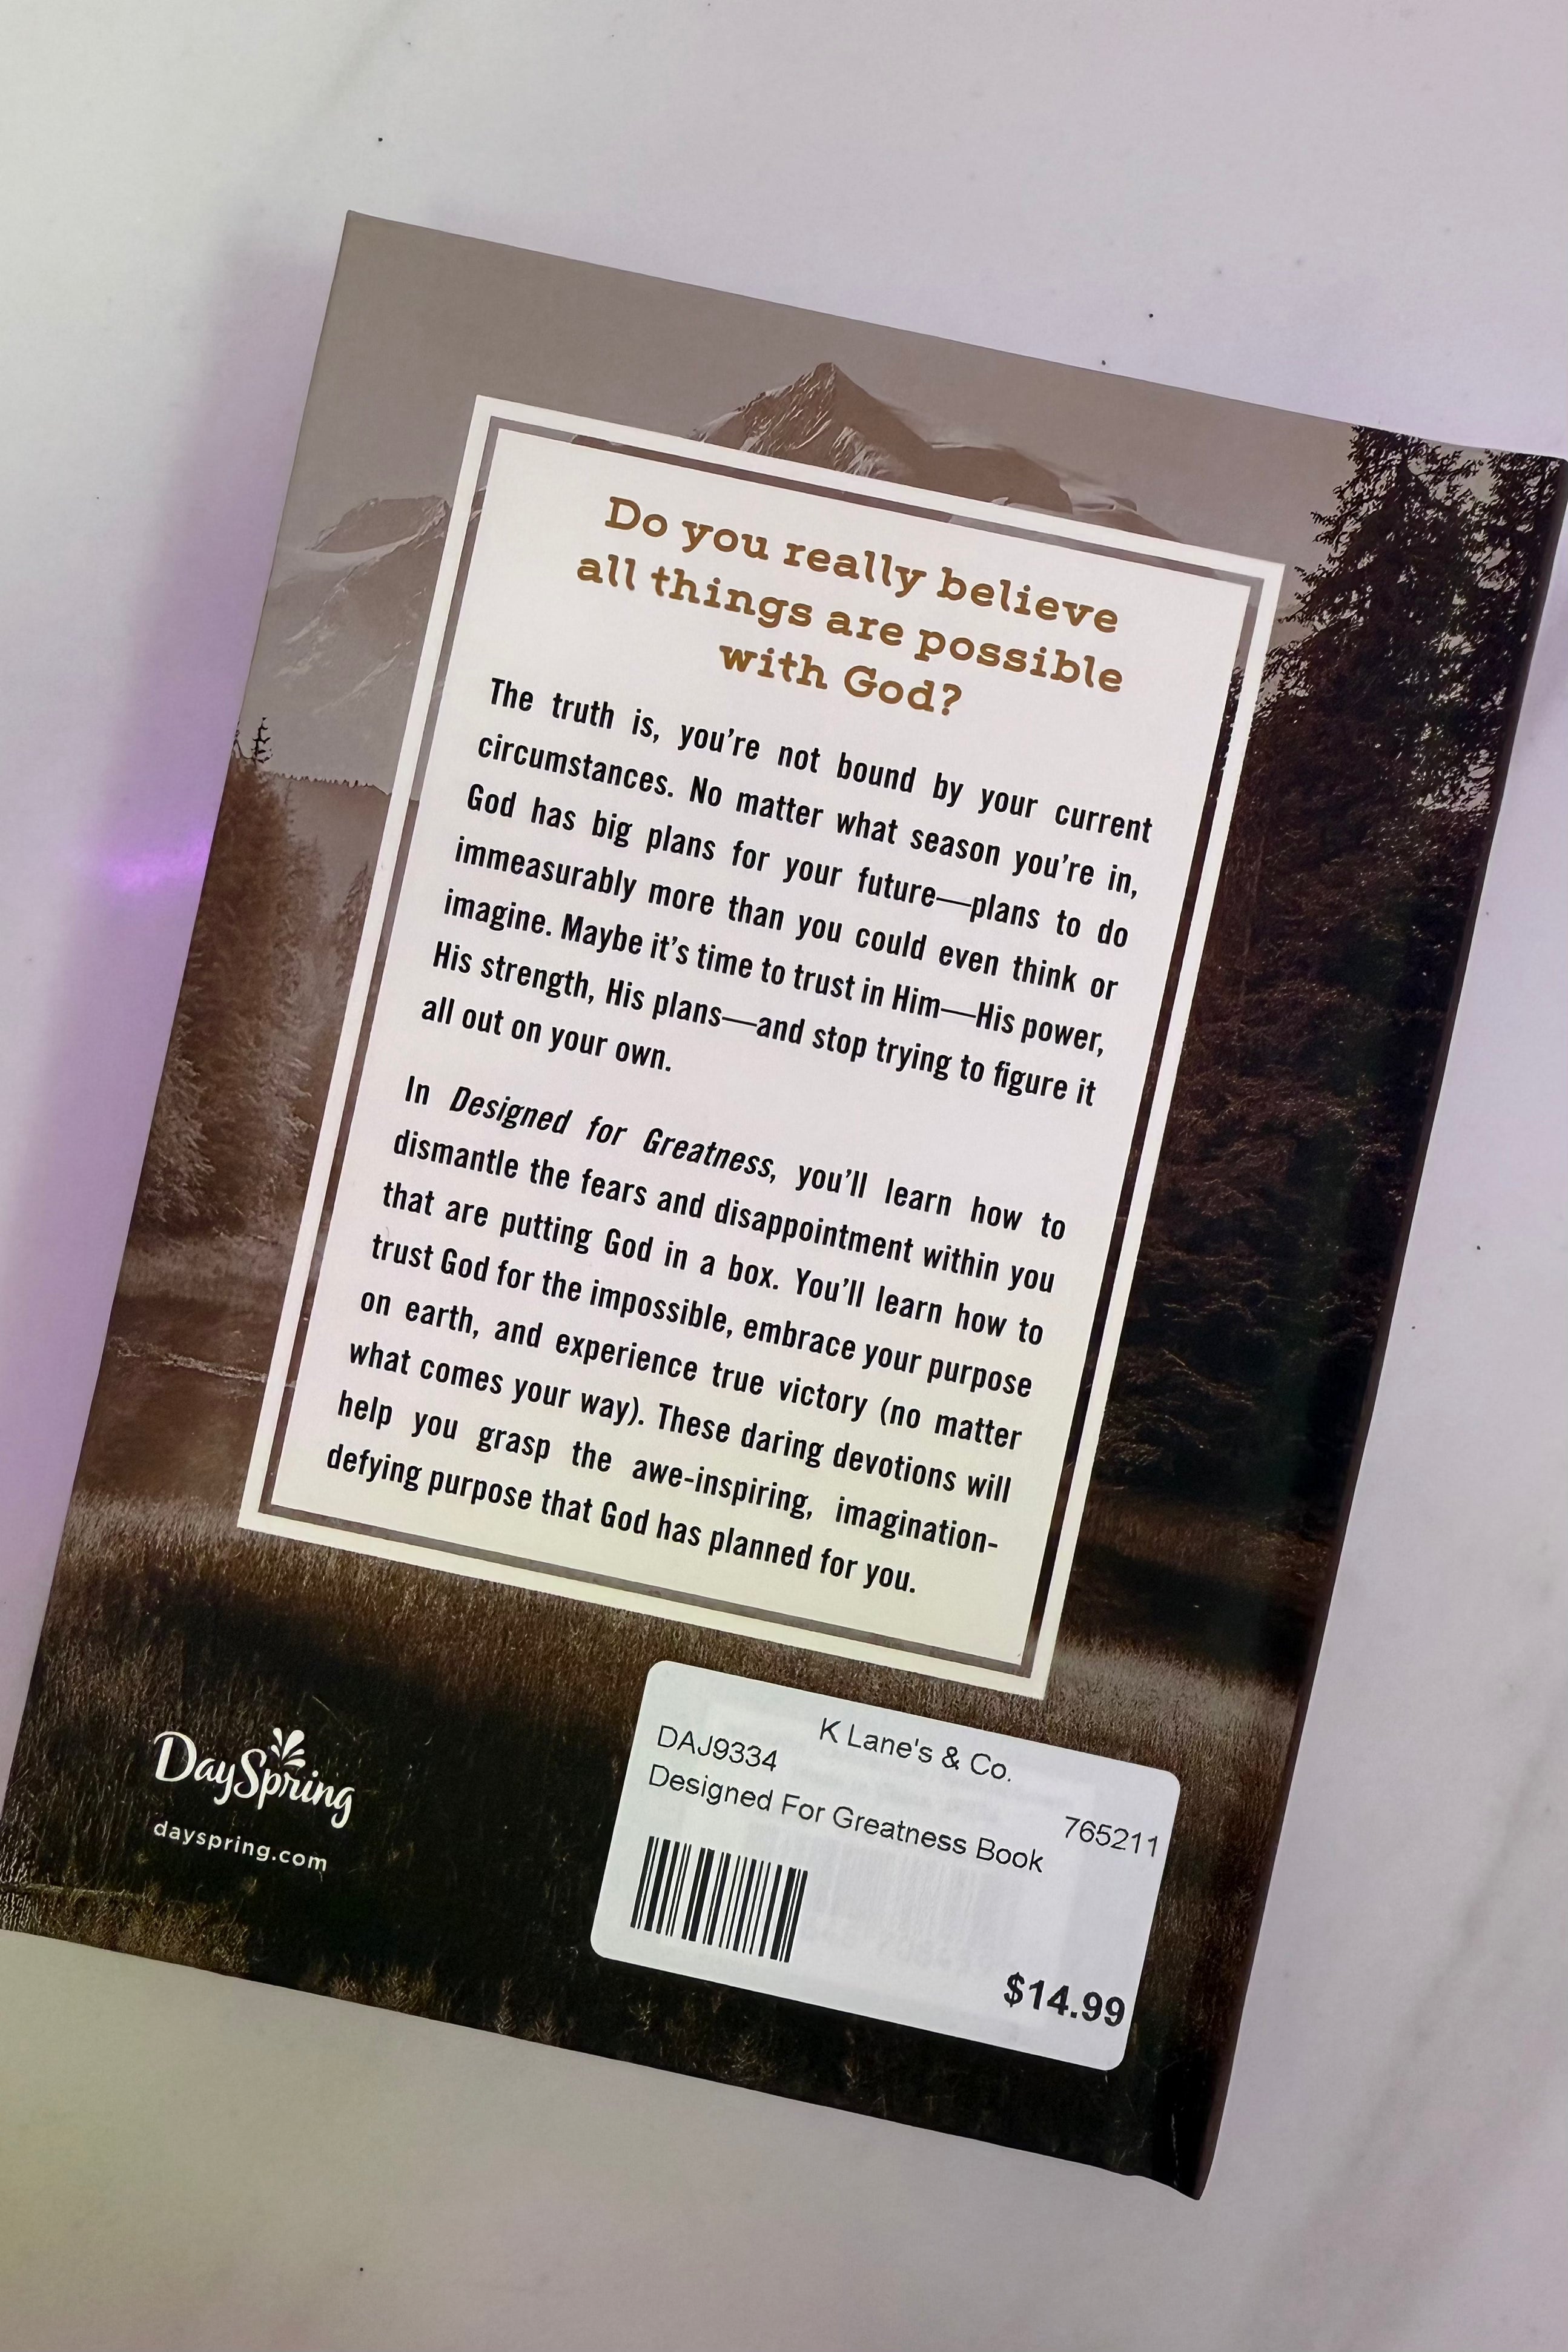 Do you really believe
all things are possible
with God?
The truth is, you're not bound by your current
circumstances. No matter what season you're in,
God has big plans for your future—plans to do
immeasurably more than you could even think or
imagine. Maybe it's time to trust in Him—His power,
His strength, His plans—and stop trying to figure it
all out on your own.
In Designed for Greatness, you'll learn how to
dismantle the fears and disappointment within you
that are putting God in a box. You'll learn how to
trust God for the impossible, embrace your purpose
on earth, and experience true victory (no matter
what comes your way). These daring devotions will
help you grasp the awe-inspiring, imagination-
defying purpose that God has planned for you.
DaySpring
dayspring.com
K Lane's & Co.
DAJ9334
765211
Designed For Greatness Book
$14.99